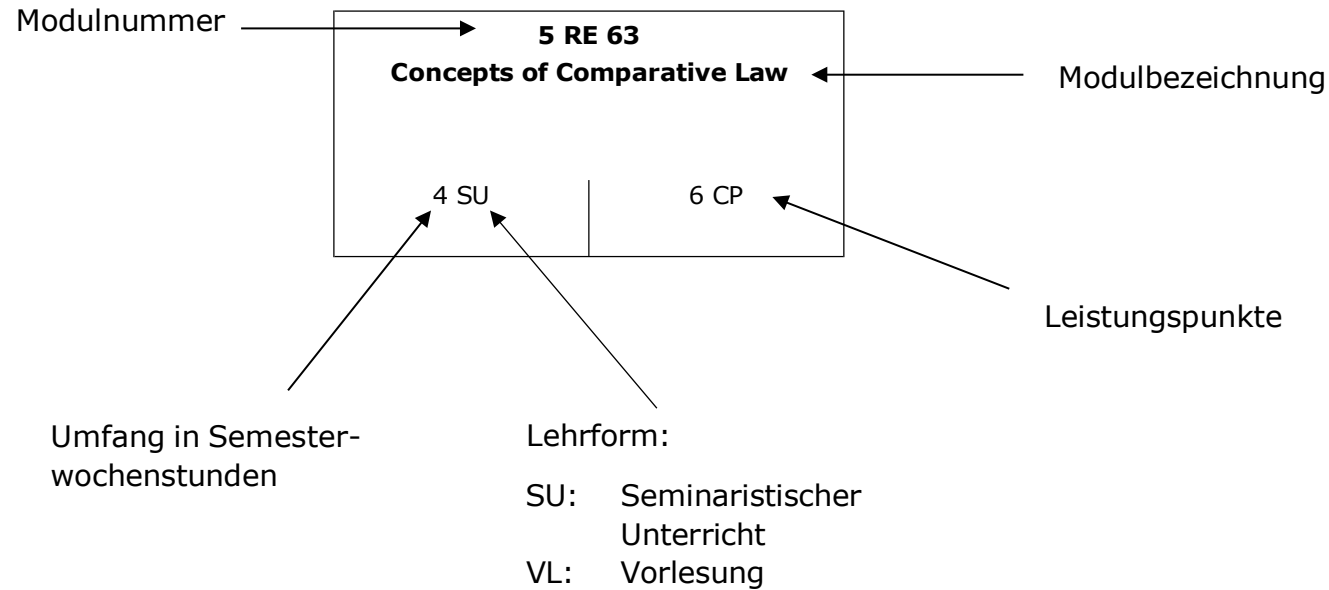 Modulnummer
5 RE 63
Concepts of Comparative Law
Modulbezeichnung
4 SU
6 CP
Leistungspunkte
Umfang in Semester-
wochenstunden
Lehrform:
SU: Seminaristischer
Unterricht
VL: Vorlesung